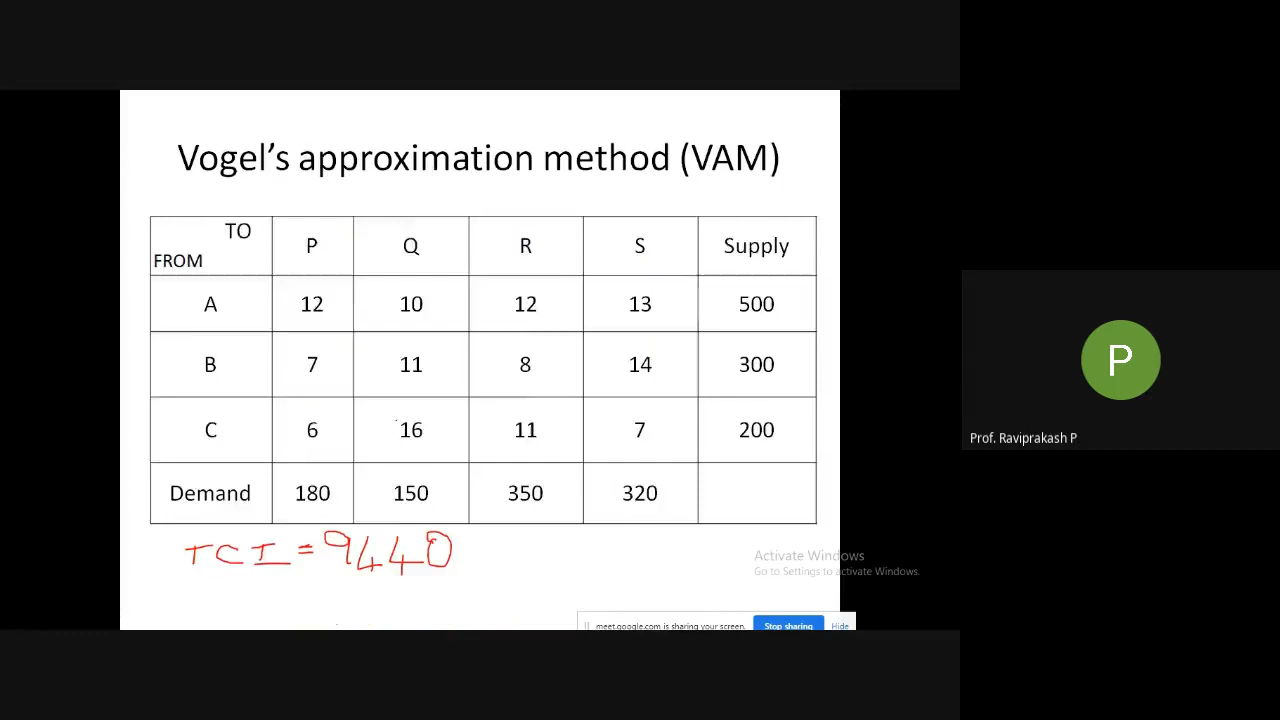 Vogel’s approximation method (VAM)
TO
FROM P Q R S Supply
A 12 10 12 13 500
B 7 11 8 14 300
C 6 16 11 7 200
Demand 180 150 350 320
TCI = 9440
Activate Windows
Go to Settings to activate Windows.
meet.google.com is sharing your screen. Stop sharing Hide
P
Prof. Raviprakash P